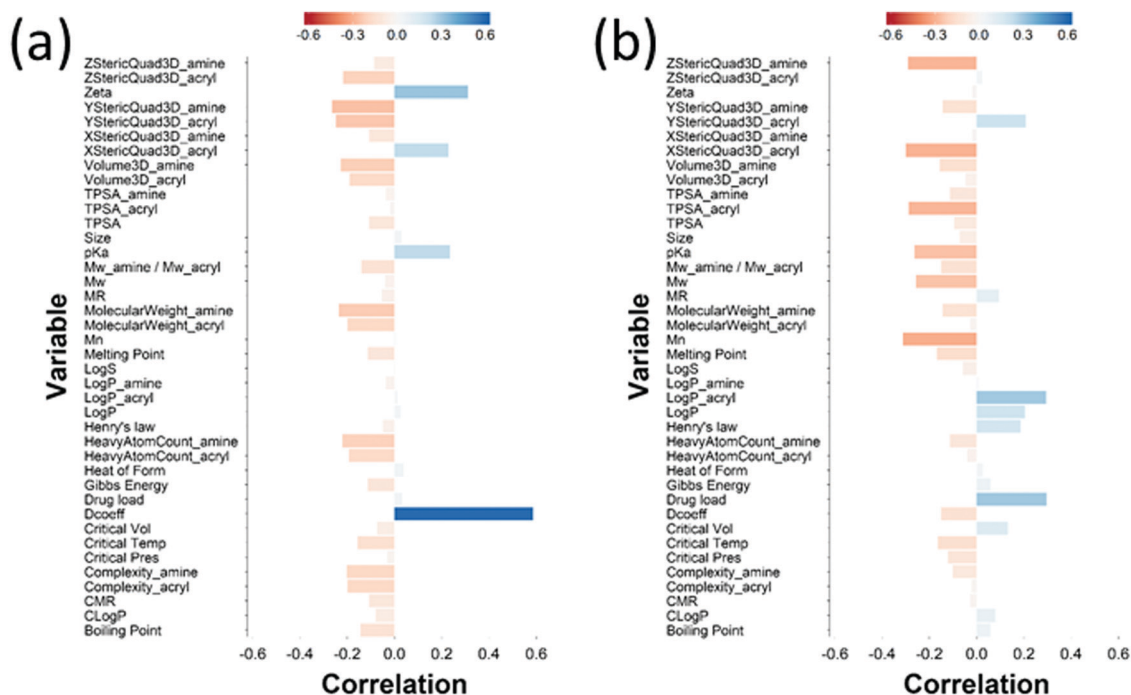 (a)
-0.6 -0.3 0.0 0.3 0.6
ZStericQuad3D_amine
ZStericQuad3D_acryl
Zeta
YStericQuad3D_amine
YStericQuad3D_acryl
XStericQuad3D_amine
XStericQuad3D_acryl
Volume3D_amine
Volume3D_acryl
TPSA_amine
TPSA_acryl
TPSA
Size
pKa
Mw_amine / Mw_acryl
Mw
MR
MolecularWeight_amine
MolecularWeight_acryl
Mn
Melting Point
LogS
LogP_amine
LogP_acryl
LogP
Henry's law
HeavyAtomCount_amine
HeavyAtomCount_acryl
Heat of Form
Gibbs Energy
Drug load
Dcoeff
Critical Vol
Critical Temp
Critical Pres
Complexity_amine
Complexity_acryl
CMR
CLogP
Boiling Point
Variable
-0.6 -0.4 -0.2 0.0 0.2 0.4 0.6
Correlation
(b)
-0.6 -0.3 0.0 0.3 0.6
ZStericQuad3D_amine
ZStericQuad3D_acryl
Zeta
YStericQuad3D_amine
YStericQuad3D_acryl
XStericQuad3D_amine
XStericQuad3D_acryl
Volume3D_amine
Volume3D_acryl
TPSA_amine
TPSA_acryl
TPSA
Size
pKa
Mw_amine / Mw_acryl
Mw
MR
MolecularWeight_amine
MolecularWeight_acryl
Mn
Melting Point
LogS
LogP_amine
LogP_acryl
LogP
Henry's law
HeavyAtomCount_amine
HeavyAtomCount_acryl
Heat of Form
Gibbs Energy
Drug load
Dcoeff
Critical Vol
Critical Temp
Critical Pres
Complexity_amine
Complexity_acryl
CMR
CLogP
Boiling Point
Variable
-0.6 -0.4 -0.2 0.0 0.2 0.4 0.6
Correlation